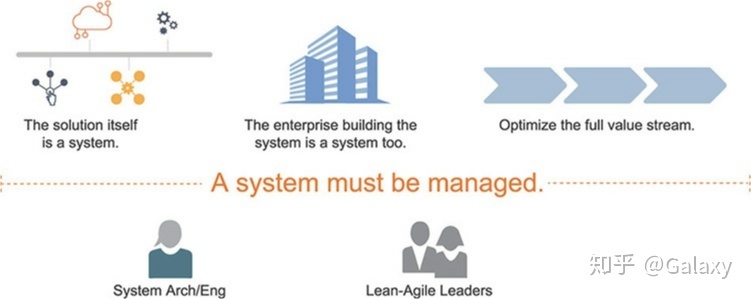 The solution itself
is a system.
The enterprise building the
system is a system too.
Optimize the full value stream.
A system must be managed.
System Arch/Eng
Lean-Agile Leaders
知乎 @Galaxy